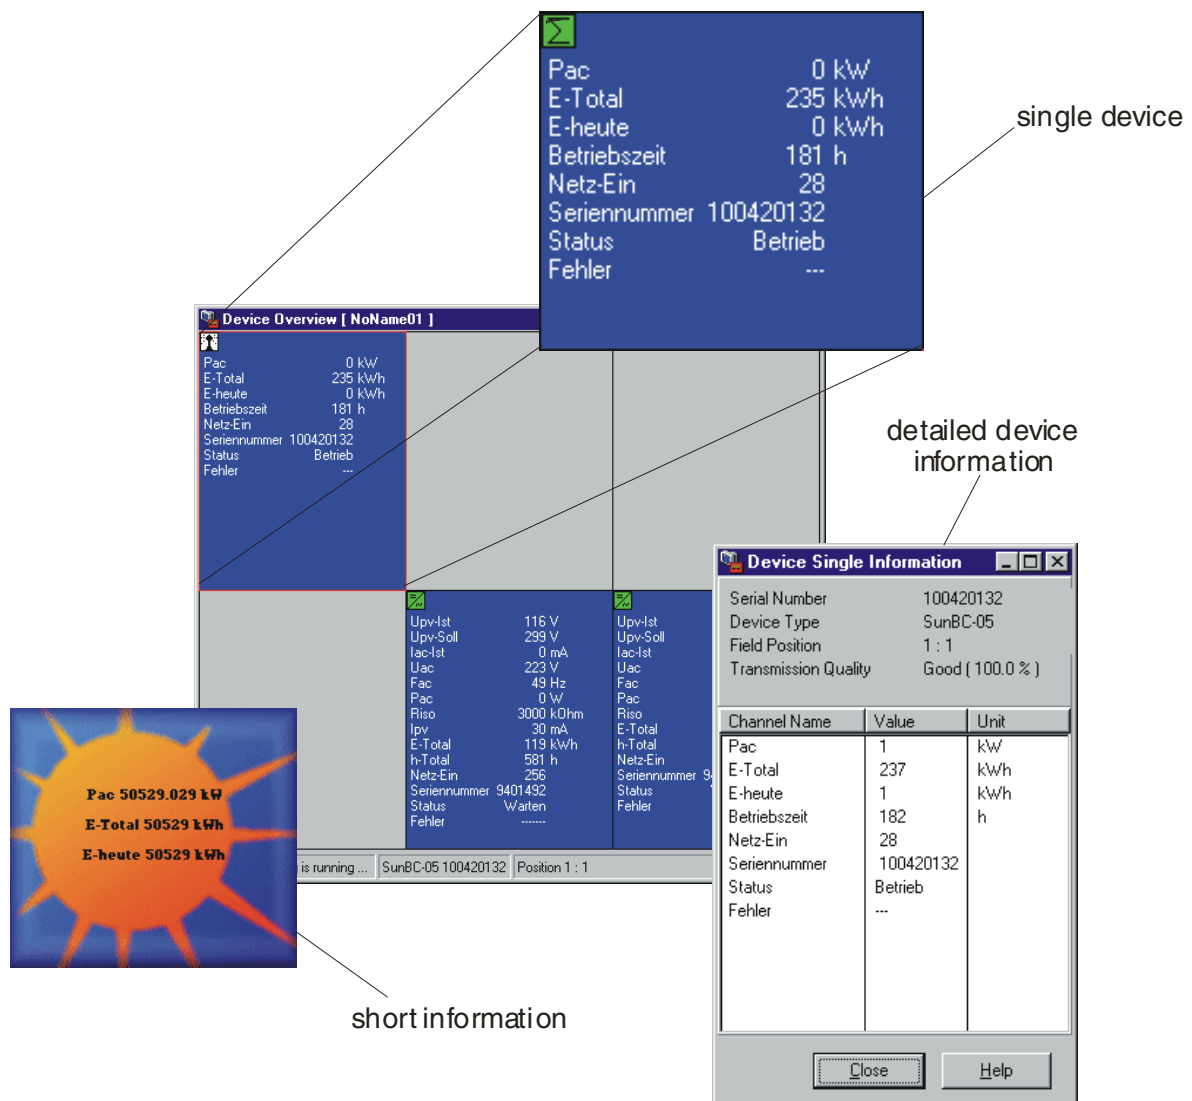 Σ
Pac 0 kW
E-Total 235 kWh
E-heute 0 kWh
Betriebszeit 181 h
Netz-Ein 28
Seriennummer 100420132
Status Betrieb
Fehler ---
single device
Device Overview [ NoName01 ]
Pac 0 kW
E-Total 235 kWh
E-heute 0 kWh
Betriebszeit 181 h
Netz-Ein 28
Seriennummer 100420132
Status Betrieb
Fehler ---
detailed device
information
Device Single Information
Serial Number 100420132
Device Type SunBC-05
Field Position 1 : 1
Transmission Quality Good ( 100.0 % )
Channel Name Value Unit
Pac 1 kW
E-Total 237 kWh
E-heute 1 kWh
Betriebszeit 182 h
Netz-Ein 28
Seriennummer 100420132
Status Betrieb
Fehler ---
Close Help
Upv-Ist 116 V
Upv-Soll 299 V
Iac-Ist 0 mA
Uac 223 V
Fac 49 Hz
Pac 0 W
Riso 3000 kOhm
Ipv 30 mA
E-Total 119 kWh
h-Total 581 h
Netz-Ein 256
Seriennummer 9401492
Status Warten
Fehler -------
Upv-Ist
Upv-Soll
Iac-Ist
Uac
Fac
Pac
Riso
E-Total
h-Total
Netz-Ein
Seriennummer 9
Status
Fehler
Pac 50529.029 kW
E-Total 50529 kWh
E-heute 50529 kWh
is running ... SunBC-05 100420132 Position 1 : 1
short information